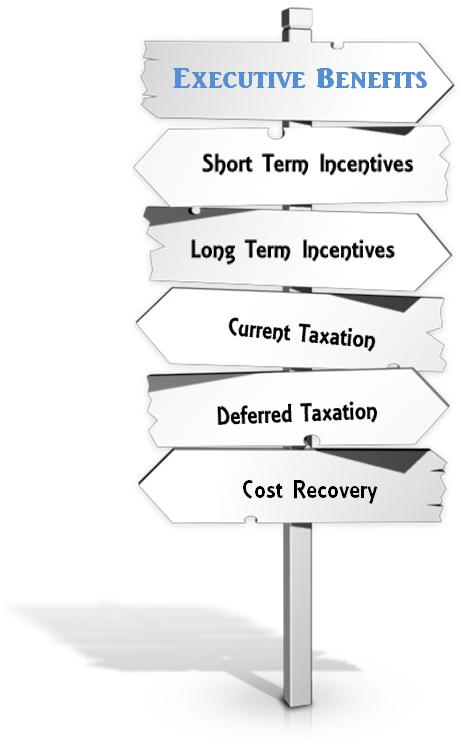 EXECUTIVE BENEFITS
Short Term Incentives
Long Term Incentives
Current Taxation
Deferred Taxation
Cost Recovery